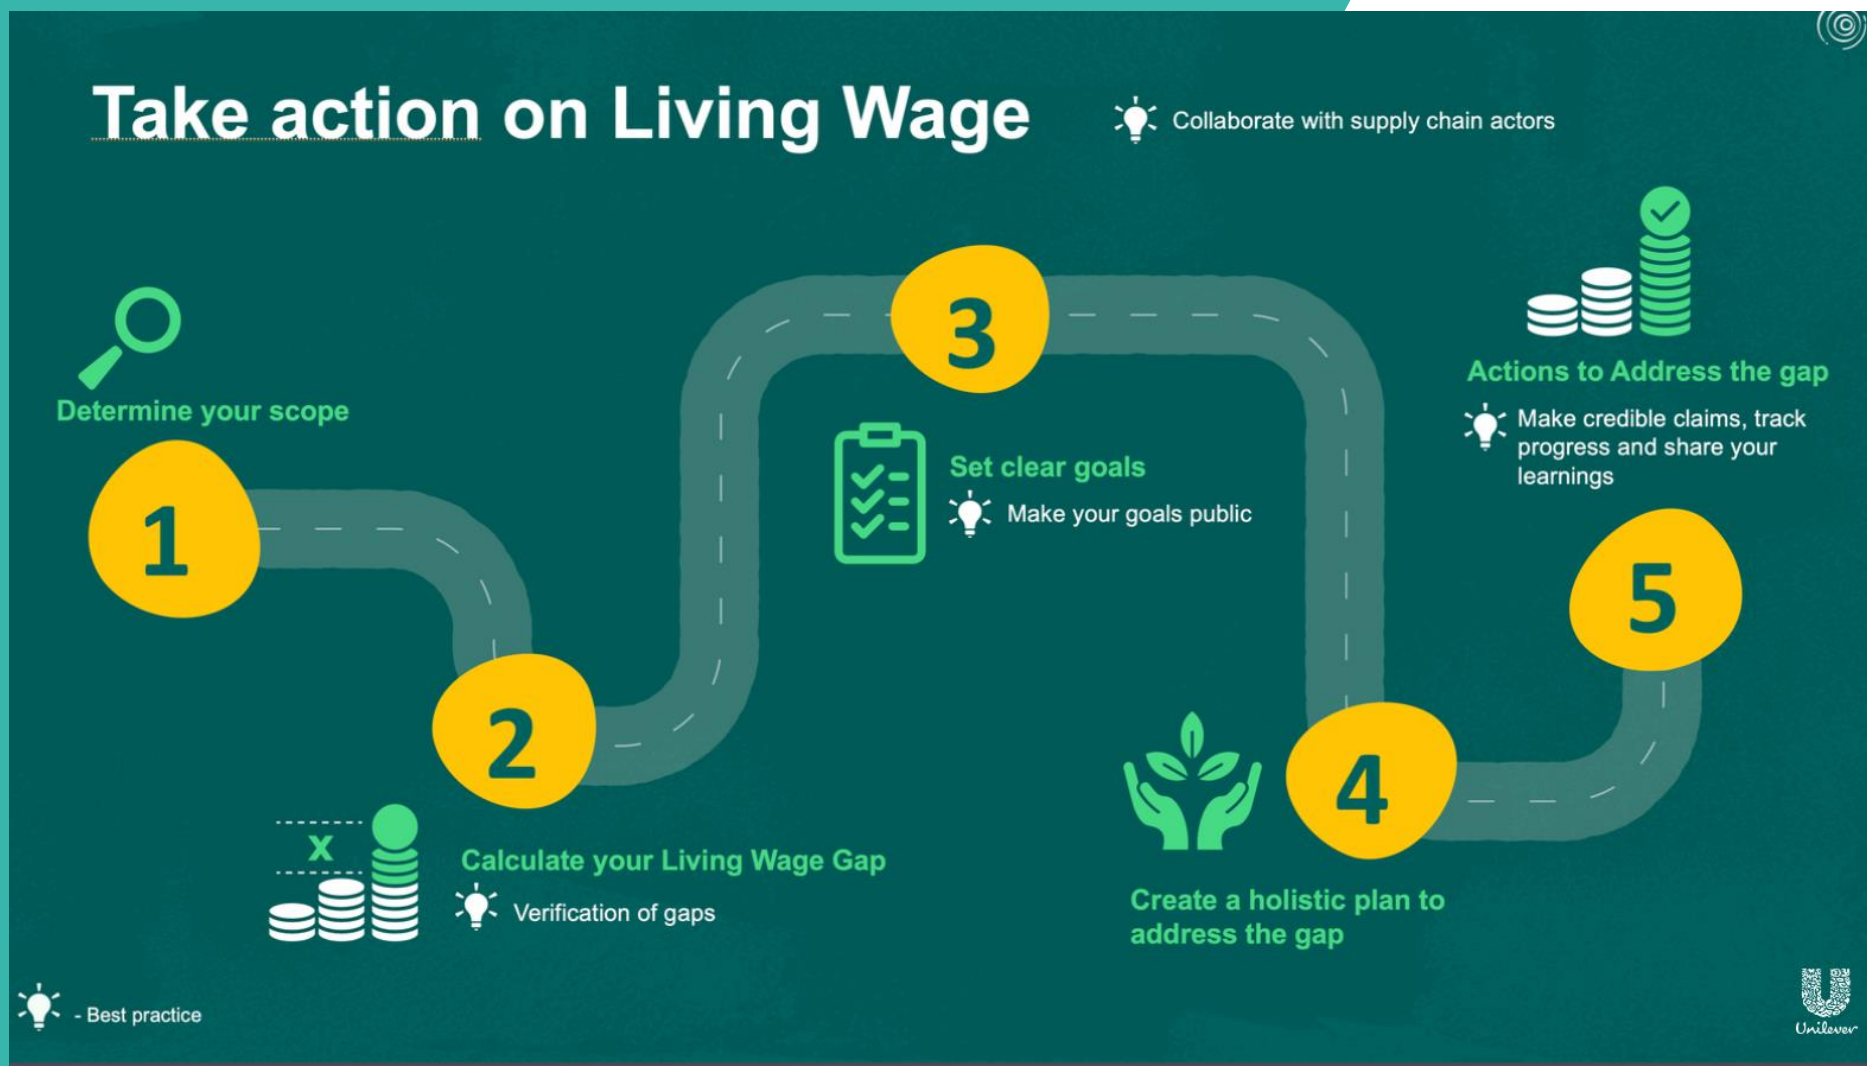 Take action on Living Wage
Collaborate with supply chain actors
Determine your scope
1
2
x
Calculate your Living Wage Gap
Verification of gaps
3
Set clear goals
Make your goals public
4
Create a holistic plan to
address the gap
Actions to Address the gap
Make credible claims, track
progress and share your
learnings
5
- Best practice
Unilever